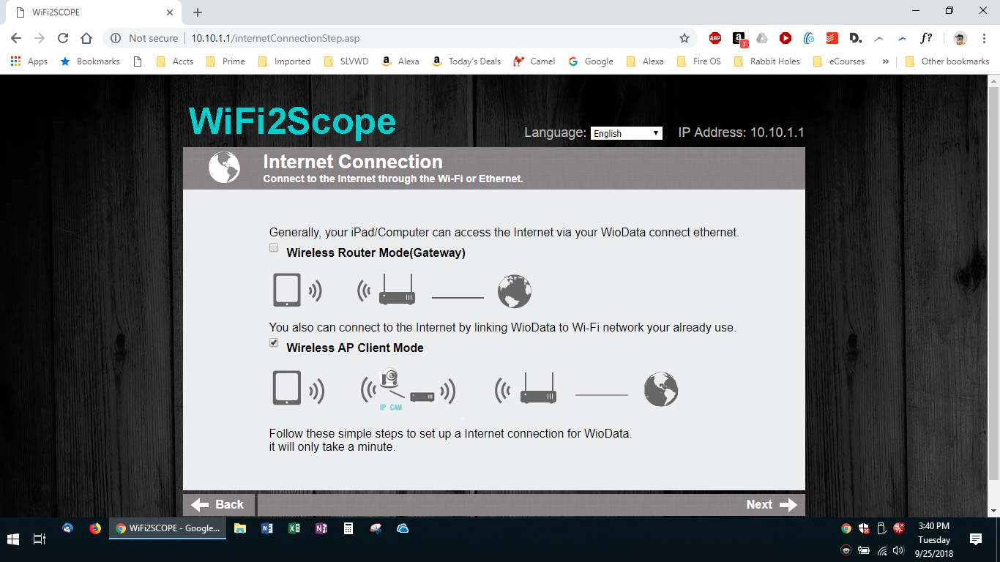 WiFi2SCOPE
Not secure | 10.10.1.1/internetConnectionStep.asp
ABP
7
D.
f?
Apps
Bookmarks
Accts
Prime
Imported
SLVWD
Alexa
Today's Deals
Camel
Google
Alexa
Fire OS
Rabbit Holes
eCourses
»
Other bookmarks
WiFi2Scope
Language: English
IP Address: 10.10.1.1
Internet Connection
Connect to the Internet through the Wi-Fi or Ethernet.
Generally, your iPad/Computer can access the Internet via your WioData connect ethernet.
Wireless Router Mode(Gateway)
You also can connect to the Internet by linking WioData to Wi-Fi network your already use.
Wireless AP Client Mode
IP CAM
Follow these simple steps to set up a Internet connection for WioData.
it will only take a minute.
Back
Next
WiFi2SCOPE - Google...
3:40 PM
Tuesday
9/25/2018